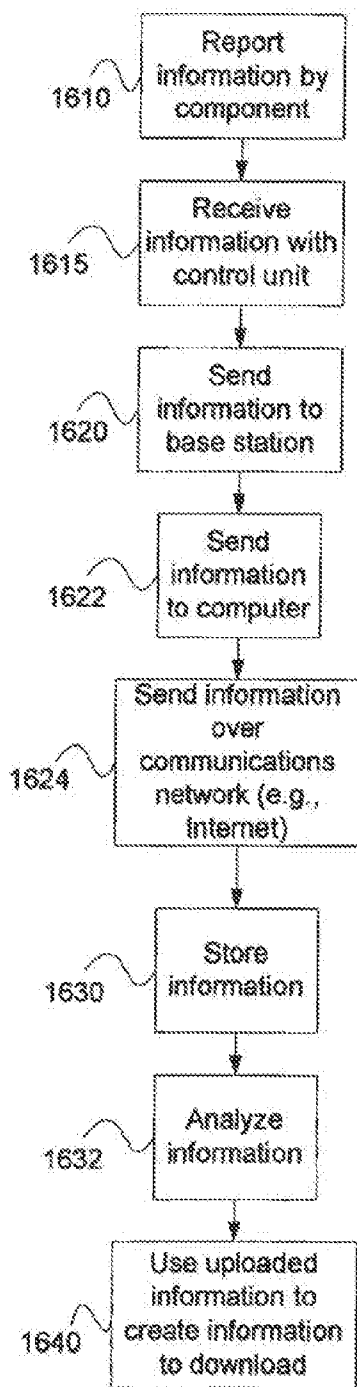 Report
information by
component
1610
Receive
information with
control unit
1615
Send
information to
base station
1620
Send
information
to computer
1622
Send information
over
communications
network (e.g.,
Internet)
1624
Store
information
1630
Analyze
information
1632
Use uploaded
information to
create information
to download
1640